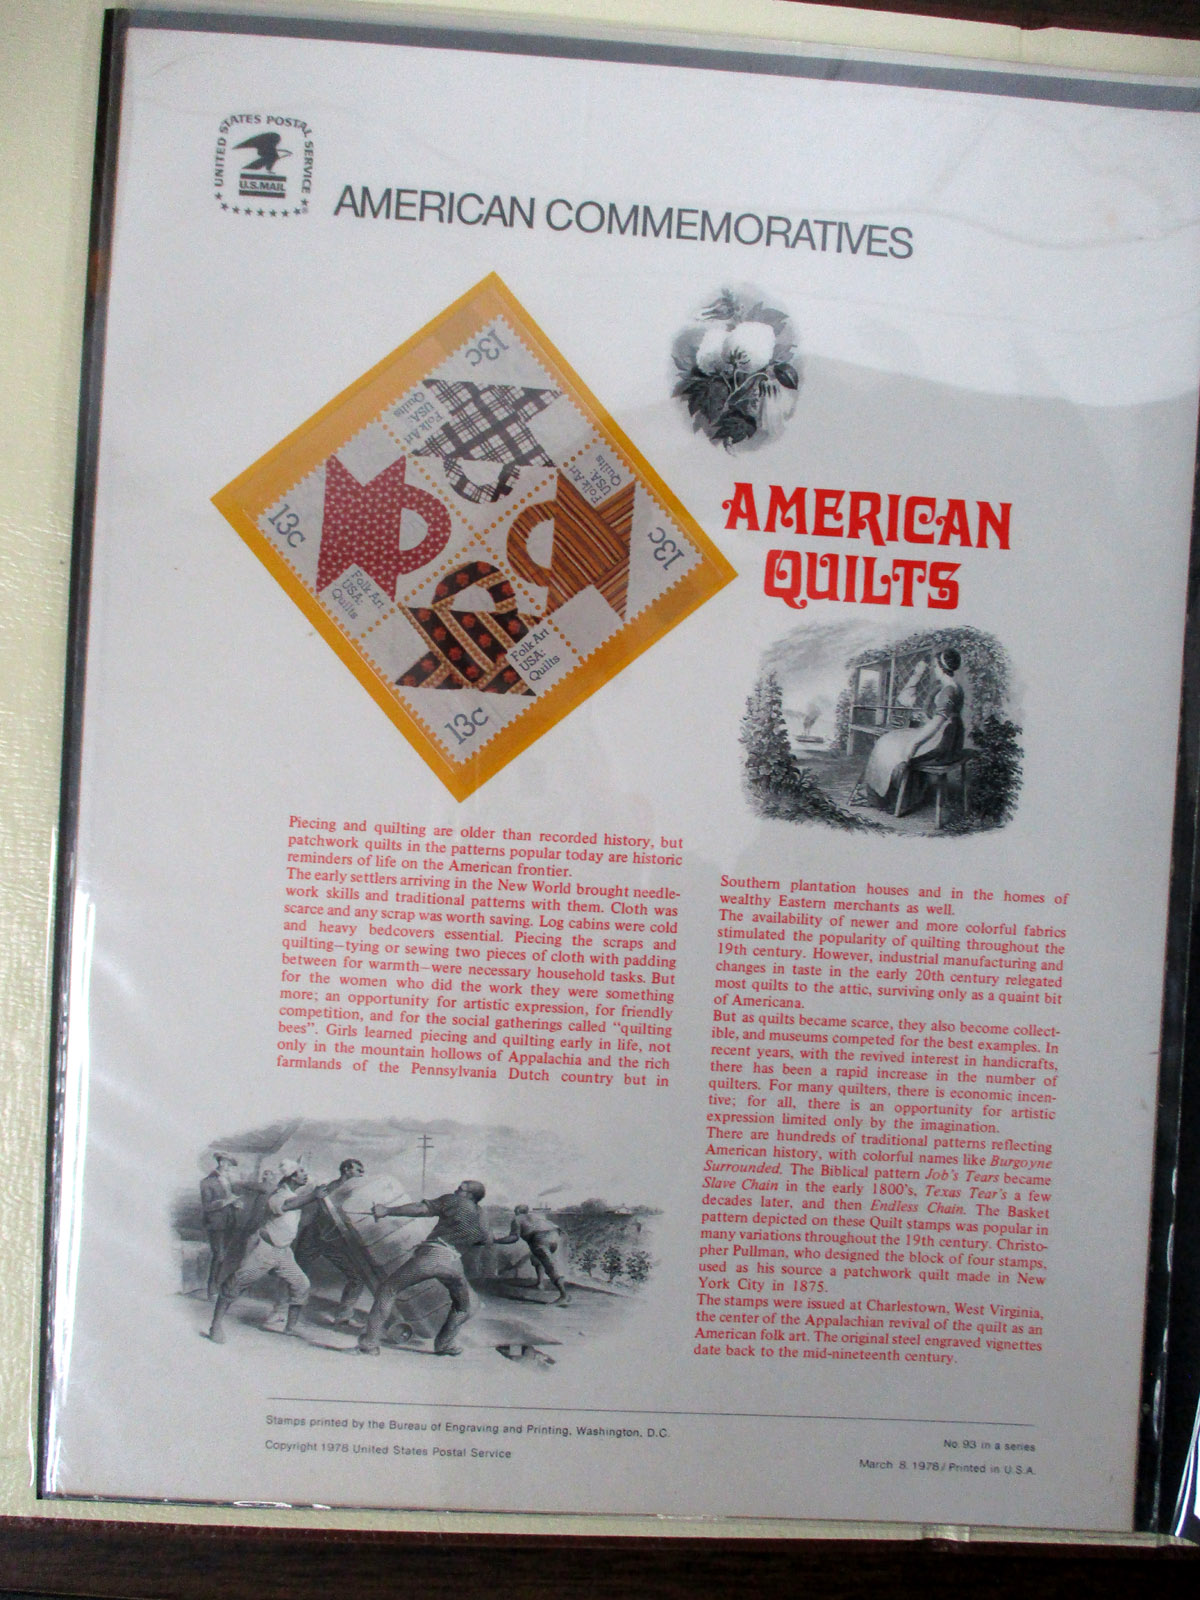 UNITED STATES POSTAL SERVICE
U.S.MAIL
AMERICAN COMMEMORATIVES
13c
Folk Art
USA:
Quilts
13c
Folk Art
USA:
Quilts
13c
Folk Art
USA:
Quilts
13c
Folk Art
USA:
Quilts
AMERICAN
QUILTS
Piecing and quilting are older than recorded history, but
patchwork quilts in the patterns popular today are historic
reminders of life on the American frontier.
The early settlers arriving in the New World brought needle-
work skills and traditional patterns with them. Cloth was
scarce and any scrap was worth saving. Log cabins were cold
and heavy bedcovers essential. Piecing the scraps and
quilting—tying or sewing two pieces of cloth with padding
between for warmth—were necessary household tasks. But
for the women who did the work they were something
more; an opportunity for artistic expression, for friendly
competition, and for the social gatherings called "quilting
bees". Girls learned piecing and quilting early in life, not
only in the mountain hollows of Appalachia and the rich
farmlands of the Pennsylvania Dutch country but in
Southern plantation houses and in the homes of
wealthy Eastern merchants as well.
The availability of newer and more colorful fabrics
stimulated the popularity of quilting throughout the
19th century. However, industrial manufacturing and
changes in taste in the early 20th century relegated
most quilts to the attic, surviving only as a quaint bit
of Americana.
But as quilts became scarce, they also become collect-
ible, and museums competed for the best examples. In
recent years, with the revived interest in handicrafts,
there has been a rapid increase in the number of
quilters. For many quilters, there is economic incen-
tive; for all, there is an opportunity for artistic
expression limited only by the imagination.
There are hundreds of traditional patterns reflecting
American history, with colorful names like Burgoyne
Surrounded. The Biblical pattern Job's Tears became
Slave Chain in the early 1800's, Texas Tear's a few
decades later, and then Endless Chain. The Basket
pattern depicted on these Quilt stamps was popular in
many variations throughout the 19th century. Christo-
pher Pullman, who designed the block of four stamps,
used as his source a patchwork quilt made in New
York City in 1875.
The stamps were issued at Charlestown, West Virginia,
the center of the Appalachian revival of the quilt as an
American folk art. The original steel engraved vignettes
date back to the mid-nineteenth century.
Stamps printed by the Bureau of Engraving and Printing, Washington, D.C.
Copyright 1978 United States Postal Service
No. 93 in a series
March 8, 1978/Printed in U.S.A.